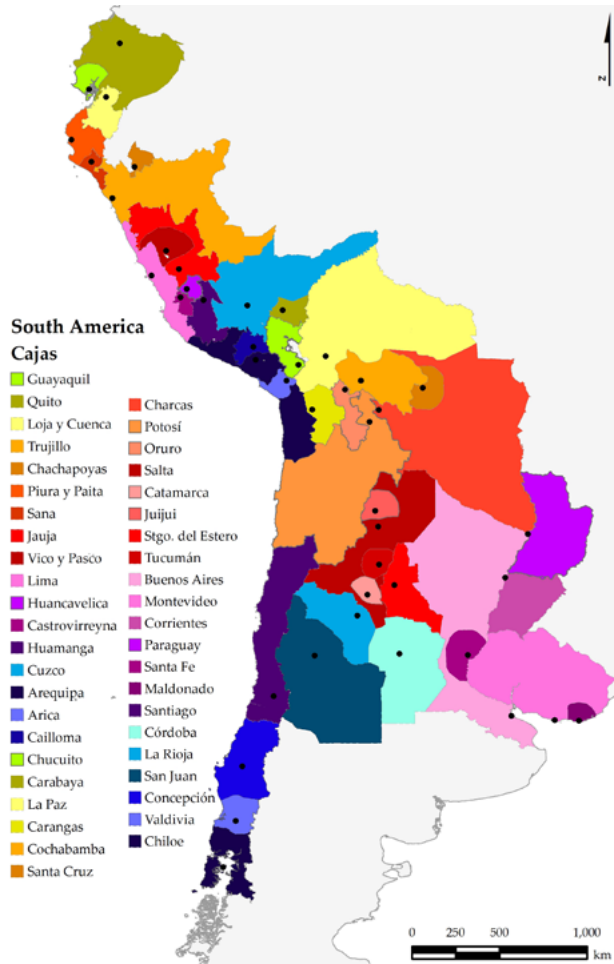 z
South America
Cajas
Guayaquil
Quito
Loja y Cuenca
Trujillo
Chachapoyas
Piura y Paita
Sana
Jauja
Vico y Pasco
Lima
Huancavelica
Castrovirreyna
Huamanga
Cuzco
Arequipa
Arica
Cailloma
Chucuito
Carabaya
La Paz
Carangas
Cochabamba
Santa Cruz
Charcas
Potosí
Oruro
Salta
Catamarca
Juijui
Stgo. del Estero
Tucumán
Buenos Aires
Montevideo
Corrientes
Paraguay
Santa Fe
Maldonado
Santiago
Córdoba
La Rioja
San Juan
Concepción
Valdivia
Chiloe
0 250 500 1,000
km